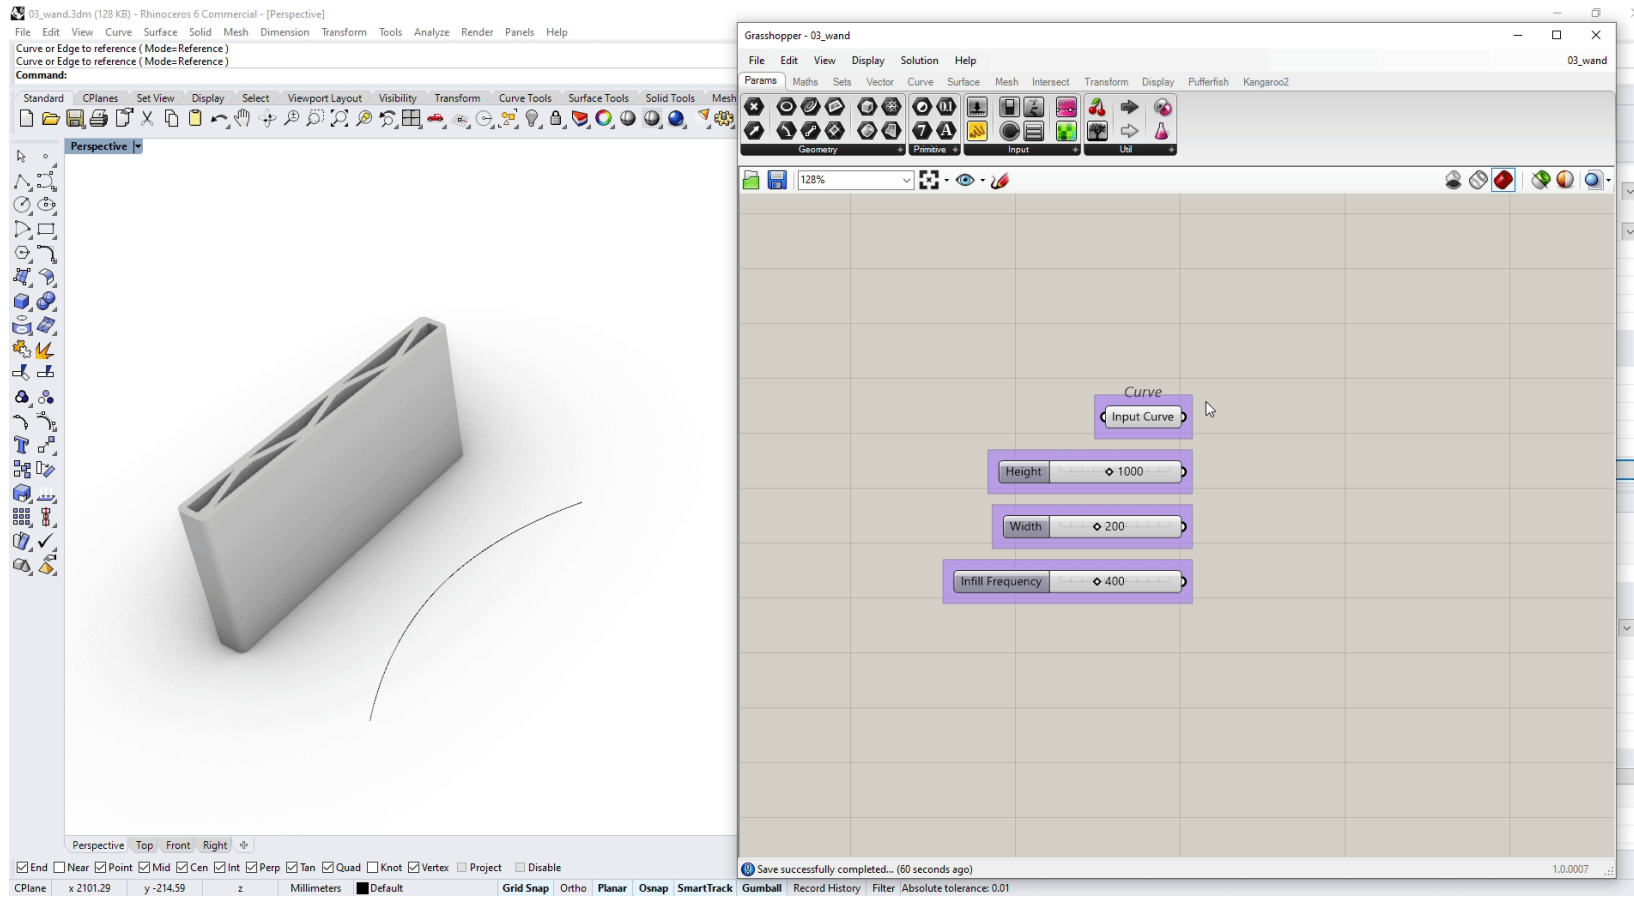 03_wand.3dm (128 KB) - Rhinoceros 6 Commercial - [Perspective]
File Edit View Curve Surface Solid Mesh Dimension Transform Tools Analyze Render Panels Help
Curve or Edge to reference ( Mode=Reference )
Curve or Edge to reference ( Mode=Reference )
Command:
Standard CPlanes Set View Display Select Viewport Layout Visibility Transform Curve Tools Surface Tools Solid Tools Mesh
Perspective
Grasshopper - 03_wand
File Edit View Display Solution Help 03_wand
Params Maths Sets Vector Curve Surface Mesh Intersect Transform Display Pufferfish Kangaroo2
Geometry Primitive Input Util
128%
Curve
Input Curve
Height 1000
Width 200
Infill Frequency 400
Save successfully completed... (60 seconds ago) 1.0.0007
Perspective Top Front Right
End Near Point Mid Cen Int Perp Tan Quad Knot Vertex Project Disable
CPlane x 2101.29 y -214.59 z Millimeters Default Grid Snap Ortho Planar Osnap SmartTrack Gumball Record History Filter Absolute tolerance: 0.01